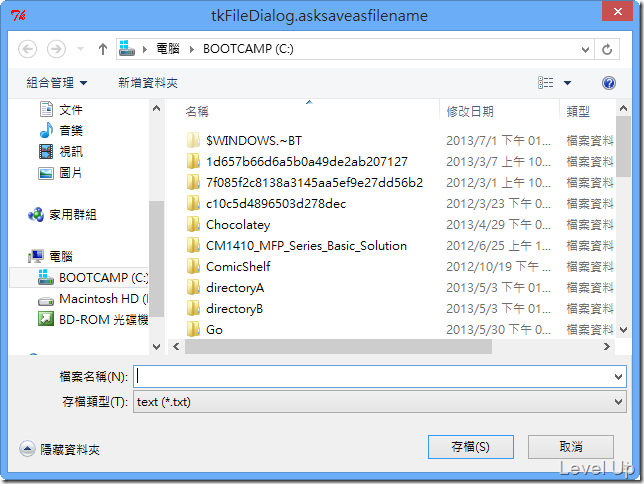 tkFileDialog.asksaveasfilename
電腦 BOOTCAMP (C:)
組合管理 新增資料夾
名稱 修改日期 類型
文件
音樂
視訊
圖片
家用群組
電腦
BOOTCAMP (C:)
Macintosh HD (
BD-ROM 光碟機
$WINDOWS.~BT 2013/7/1 下午 01... 檔案資料
1d657b66d6a5b0a49de2ab207127 2013/3/7 上午 10... 檔案資料
7f085f2c8138a3145aa5ef9e27dd56b2 2012/3/1 上午 10... 檔案資料
c10c5d4896503d278dec 2012/3/23 下午 0... 檔案資料
Chocolatey 2013/4/29 下午 0... 檔案資料
CM1410_MFP_Series_Basic_Solution 2012/6/25 上午 1... 檔案資料
ComicShelf 2012/10/19 下午 ... 檔案資料
directoryA 2013/5/3 下午 01... 檔案資料
directoryB 2013/5/3 下午 01... 檔案資料
Go 2013/5/30 下午 0... 檔案資料
檔案名稱(N):
存檔類型(T): text (*.txt)
隱藏資料夾 存檔(S) 取消
Level Up